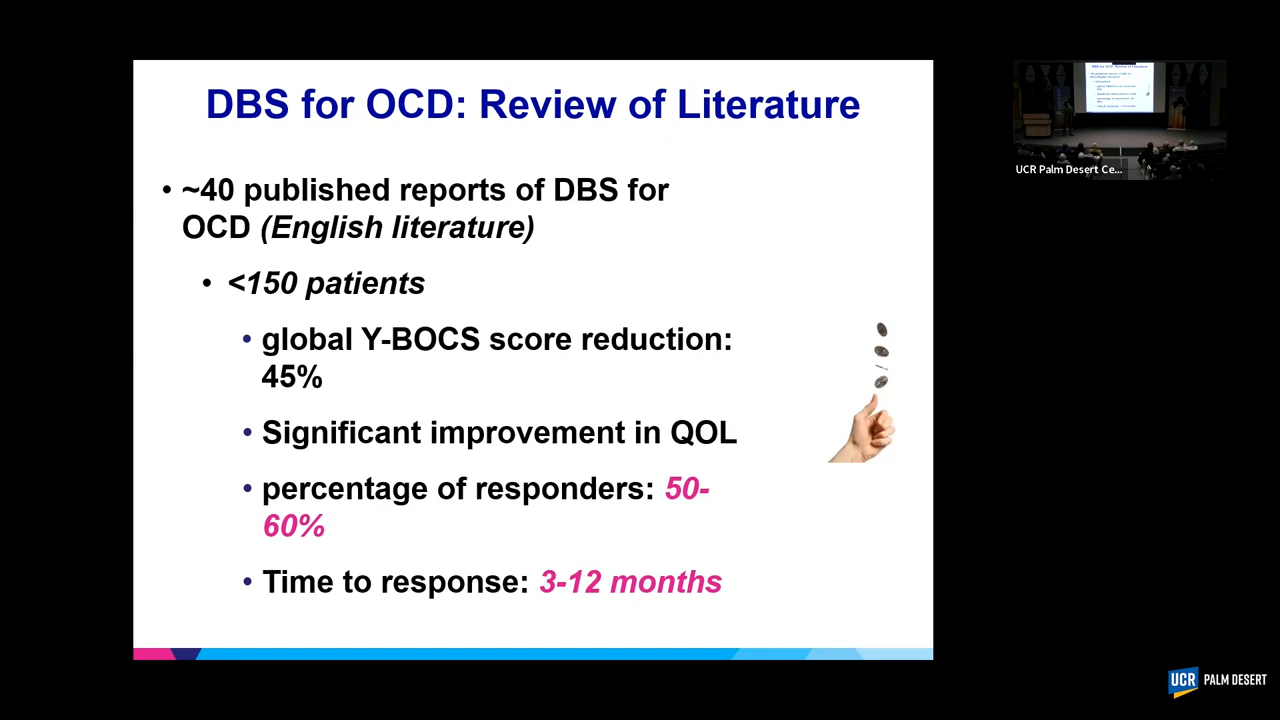 DBS for OCD: Review of Literature
• ~40 published reports of DBS for
OCD (English literature)
• <150 patients
• global Y-BOCS score reduction:
45%
• Significant improvement in QOL
• percentage of responders: 50-
60%
• Time to response: 3-12 months
UCR Palm Desert Ce...
UCR PALM DESERT